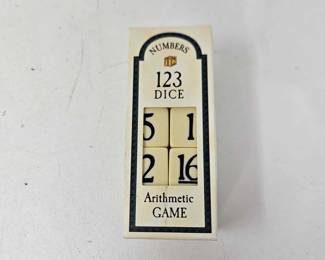 NUMBERS
123
DICE
5 1
2 16
Arithmetic
GAME